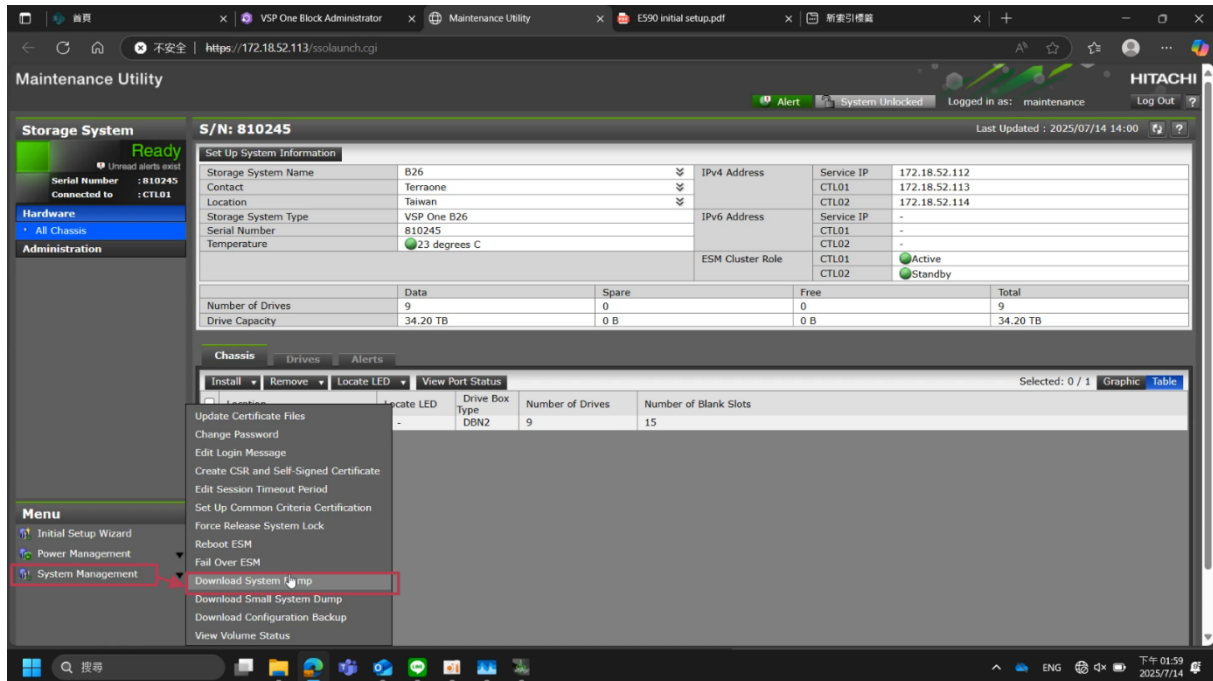 首頁
VSP One Block Administrator
Maintenance Utility
E590 initial setup.pdf
新索引標籤
不安全
https://172.18.52.113/ssolaunch.cgi
Maintenance Utility
HITACHI
Alert
System Unlocked
Logged in as: maintenance
Log Out
?
Storage System
Ready
Unread alerts exist
Serial Number : 810245
Connected to : CTL01
Hardware
All Chassis
Administration
S/N: 810245
Last Updated : 2025/07/14 14:00
?
Set Up System Information
Storage System Name B26
Contact Terraone
Location Taiwan
Storage System Type VSP One B26
Serial Number 810245
Temperature 23 degrees C
IPv4 Address Service IP 172.18.52.112
CTL01 172.18.52.113
CTL02 172.18.52.114
IPv6 Address Service IP -
CTL01 -
CTL02 -
ESM Cluster Role CTL01 Active
CTL02 Standby
Data Spare Free Total
Number of Drives 9 0 0 9
Drive Capacity 34.20 TB 0 B 0 B 34.20 TB
Chassis Drives Alerts
Install Remove Locate LED View Port Status
Selected: 0 / 1 Graphic Table
Locate LED Drive Box Type Number of Drives Number of Blank Slots
- DBN2 9 15
Update Certificate Files
Change Password
Edit Login Message
Create CSR and Self-Signed Certificate
Edit Session Timeout Period
Set Up Common Criteria Certification
Force Release System Lock
Reboot ESM
Fail Over ESM
Download System
Download Small System Dump
Download Configuration Backup
View Volume Status
Menu
Initial Setup Wizard
Power Management
System Management
搜尋
ENG
下午 01:59
2025/7/14